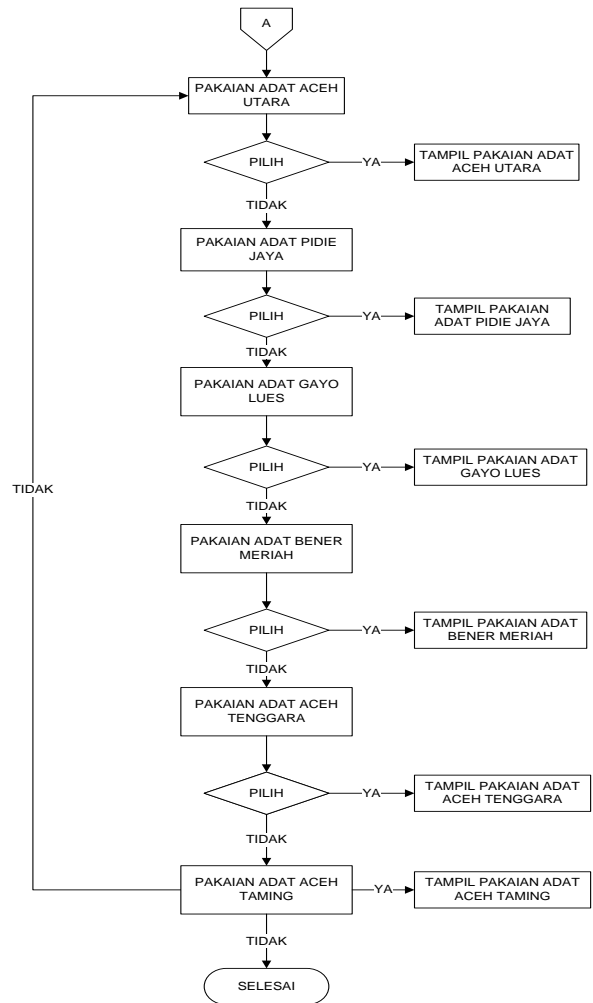 A
PAKAIAN ADAT ACEH
UTARA
PILIH
YA
TAMPIL PAKAIAN ADAT
ACEH UTARA
TIDAK
PAKAIAN ADAT PIDIE
JAYA
PILIH
YA
TAMPIL PAKAIAN
ADAT PIDIE JAYA
TIDAK
PAKAIAN ADAT GAYO
LUES
PILIH
YA
TAMPIL PAKAIAN ADAT
GAYO LUES
TIDAK
TIDAK
PAKAIAN ADAT BENER
MERIAH
PILIH
YA
TAMPIL PAKAIAN ADAT
BENER MERIAH
TIDAK
PAKAIAN ADAT ACEH
TENGGARA
PILIH
YA
TAMPIL PAKAIAN ADAT
ACEH TENGGARA
TIDAK
PAKAIAN ADAT ACEH
TAMING
YA
TAMPIL PAKAIAN ADAT
ACEH TAMING
TIDAK
SELESAI